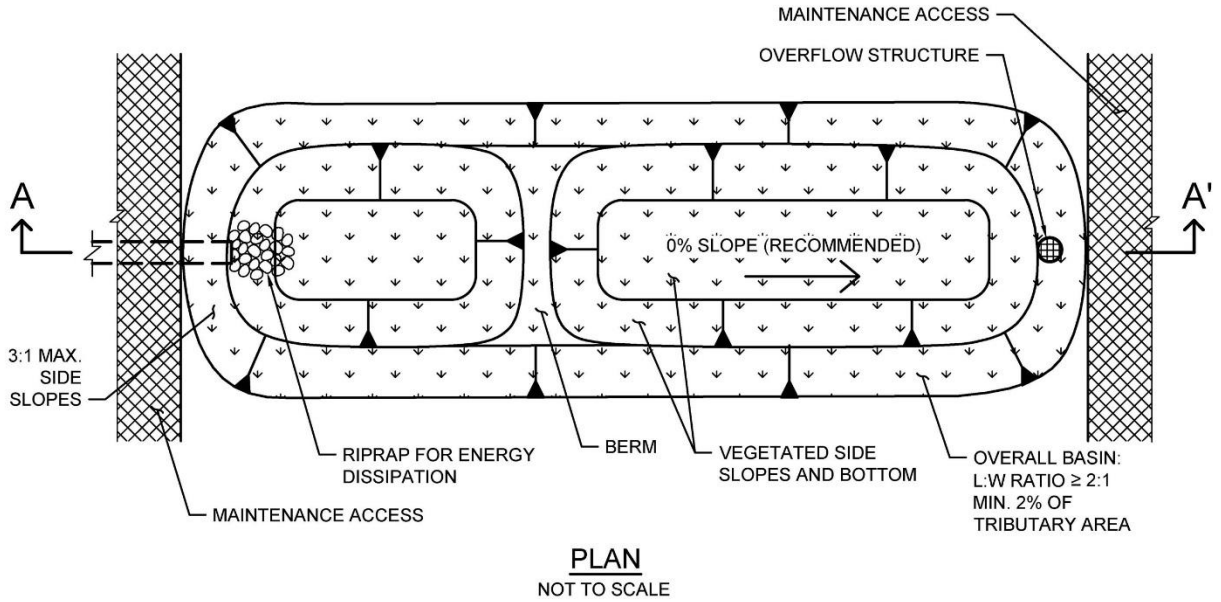 MAINTENANCE ACCESS
OVERFLOW STRUCTURE
A
A'
0% SLOPE (RECOMMENDED)
3:1 MAX.
SIDE
SLOPES
RIPRAP FOR ENERGY
DISSIPATION
BERM
VEGETATED SIDE
SLOPES AND BOTTOM
OVERALL BASIN:
L:W RATIO ≥ 2:1
MIN. 2% OF
TRIBUTARY AREA
MAINTENANCE ACCESS
PLAN
NOT TO SCALE